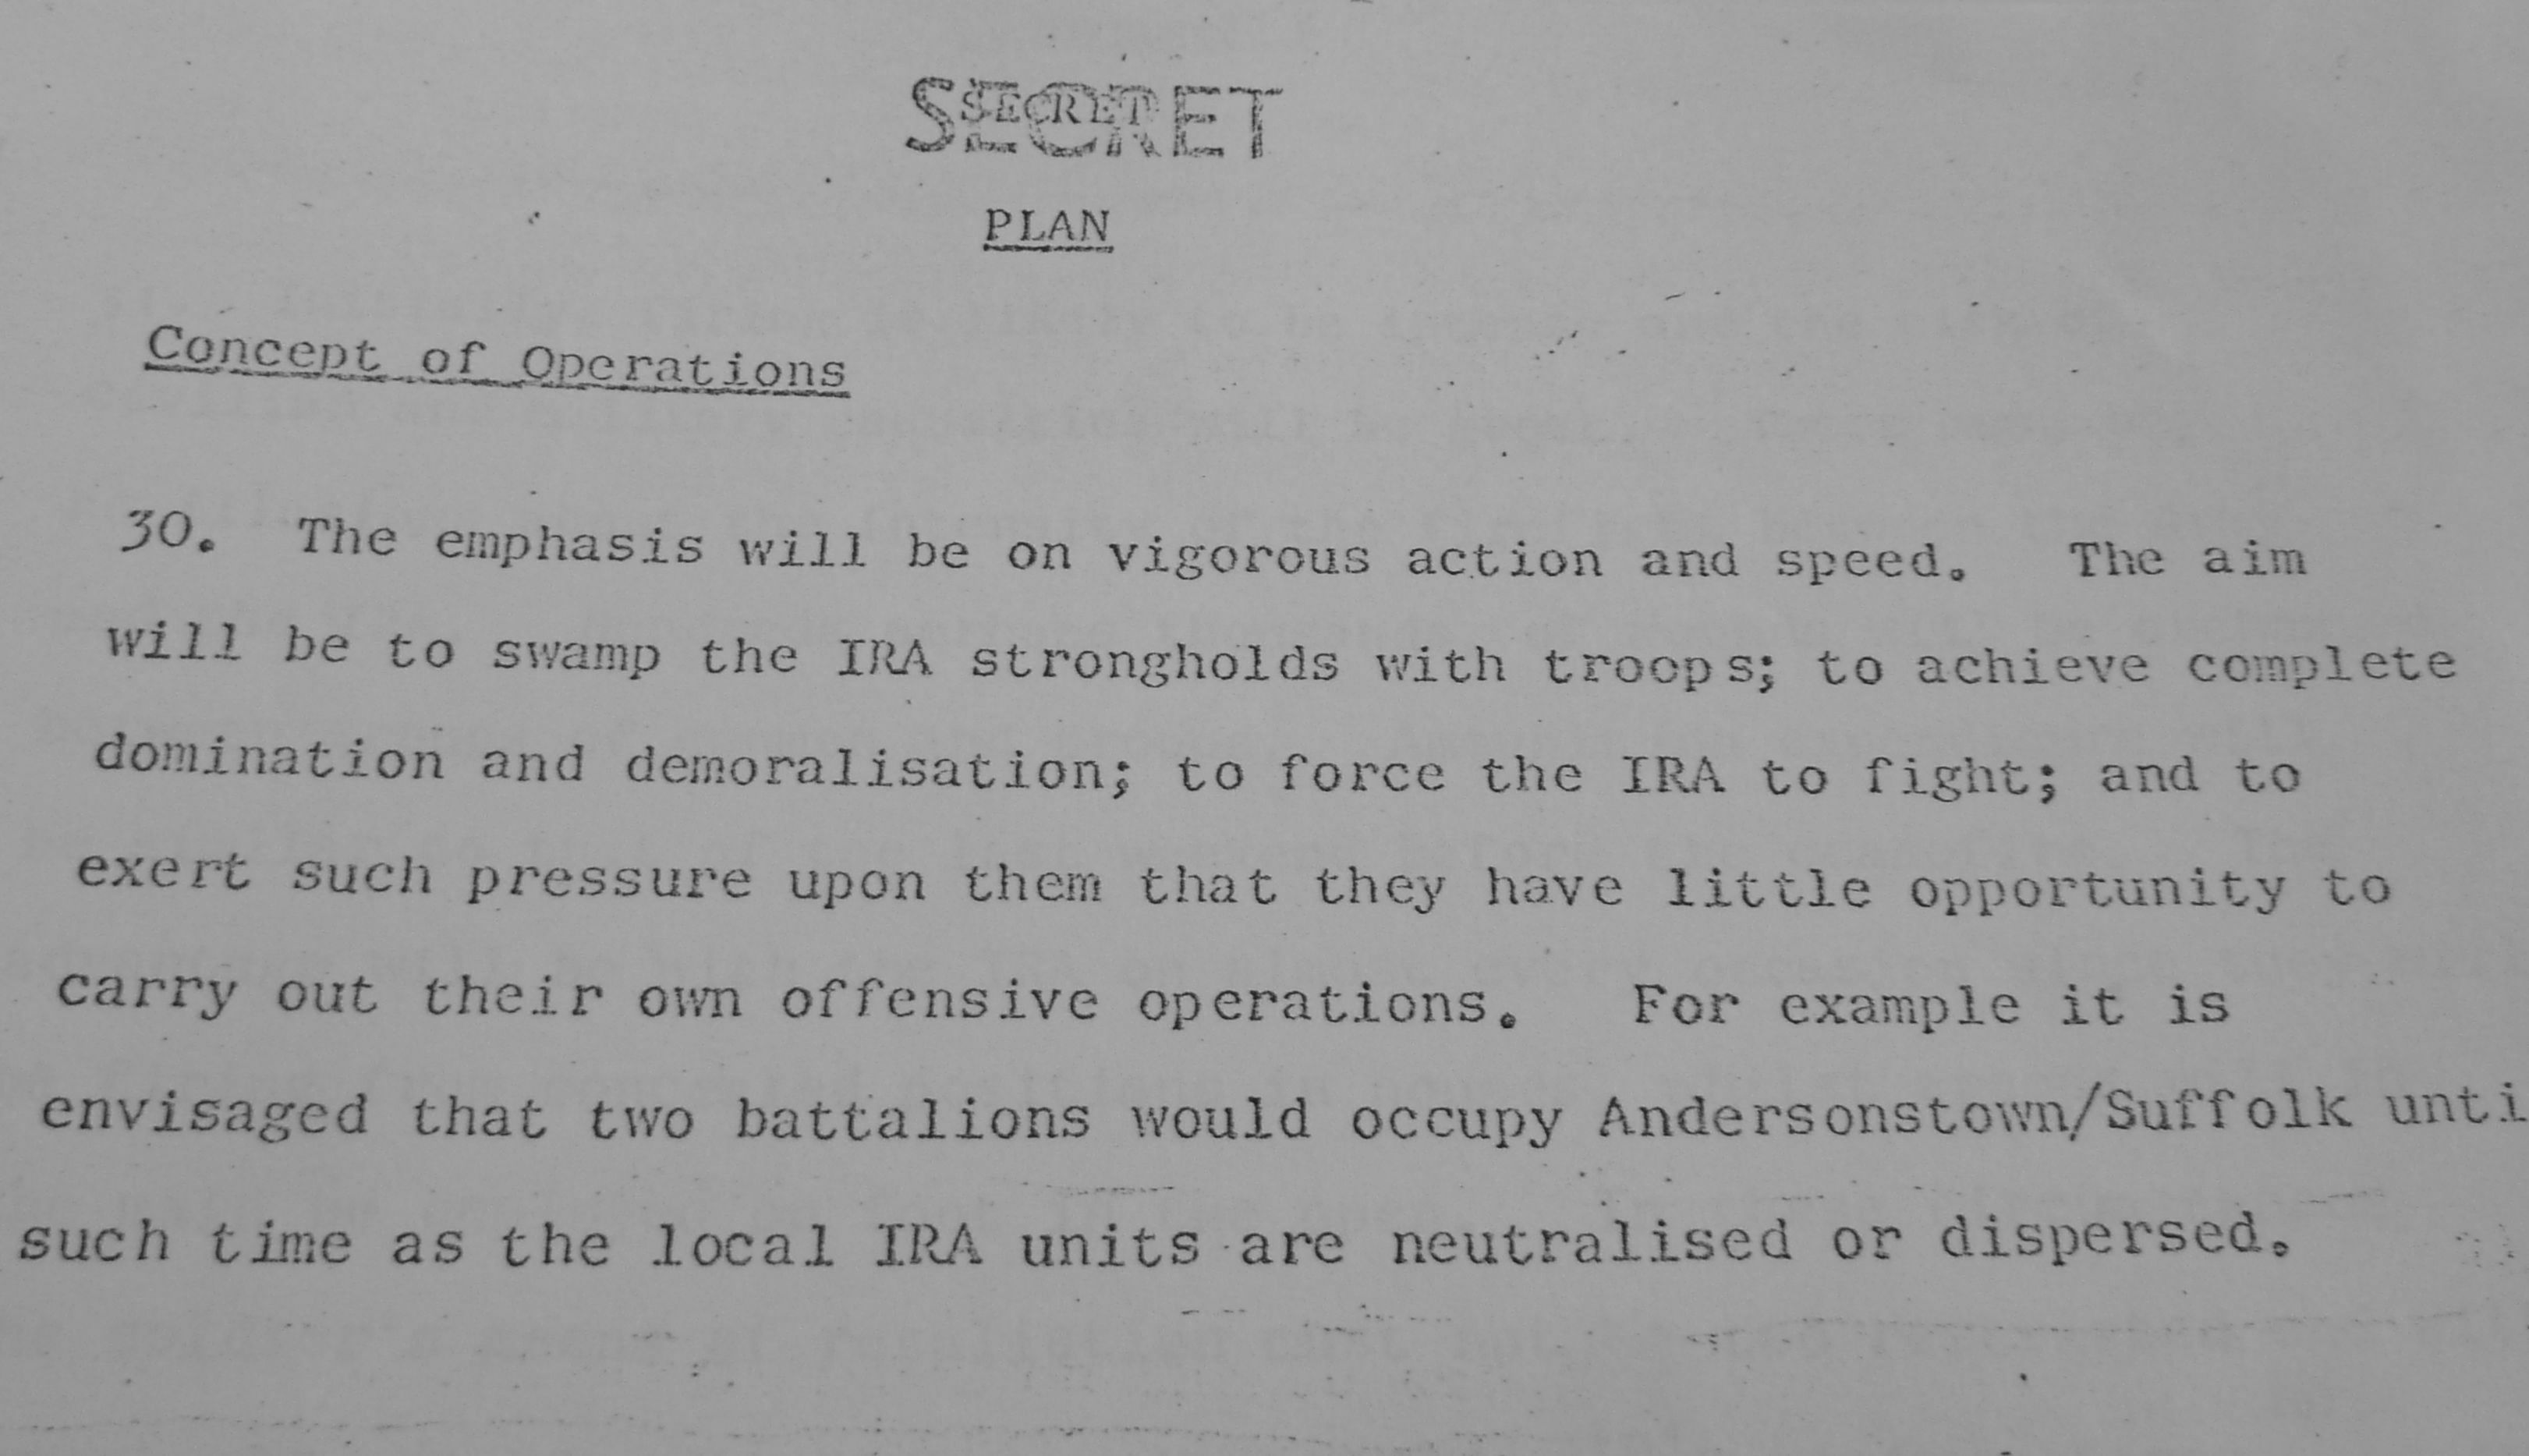 SECRET
SECRET
PLAN
Concept of Operations
30. The emphasis will be on vigorous action and speed. The aim
will be to swamp the IRA strongholds with troops; to achieve complete
domination and demoralisation; to force the IRA to fight; and to
exert such pressure upon them that they have little opportunity to
carry out their own offensive operations. For example it is
envisaged that two battalions would occupy Andersonstown/Suffolk unti
such time as the local IRA units are neutralised or dispersed.